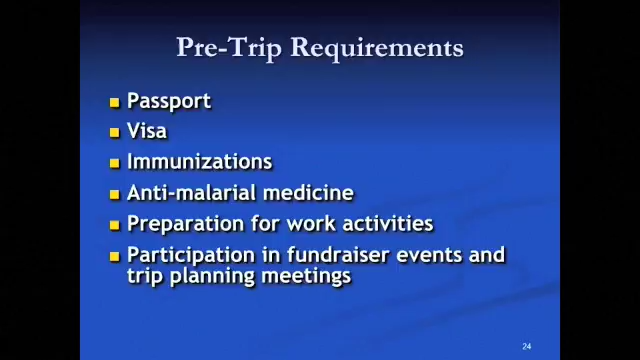 Pre-Trip Requirements
Passport
Visa
Immunizations
Anti-malarial medicine
Preparation for work activities
Participation in fundraiser events and
trip planning meetings
24